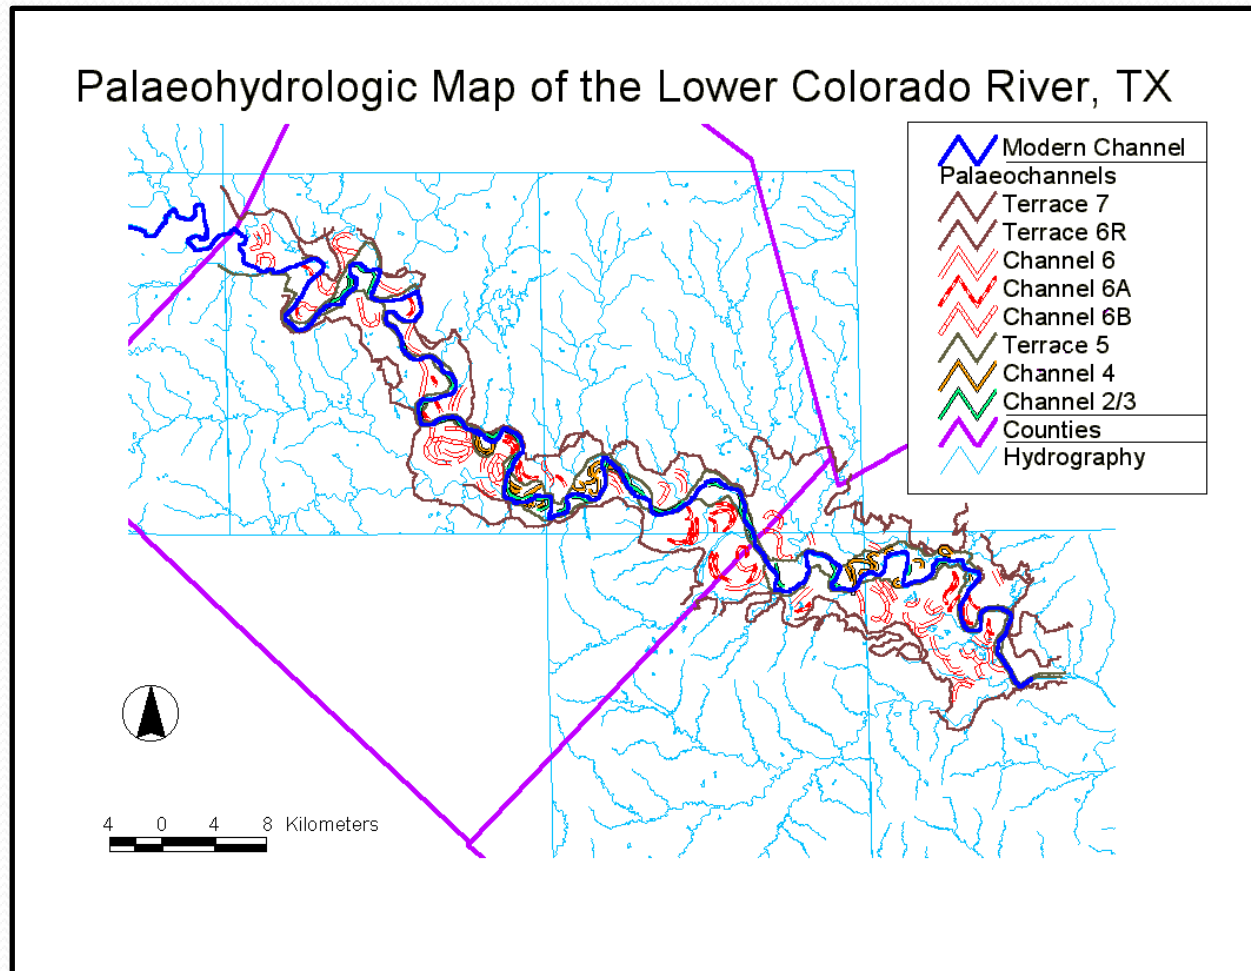 Palaeohydrologic Map of the Lower Colorado River, TX
Modern Channel
Palaeochannels
Terrace 7
Terrace 6R
Channel 6
Channel 6A
Channel 6B
Terrace 5
Channel 4
Channel 2/3
Counties
Hydrography
4 0 4 8 Kilometers